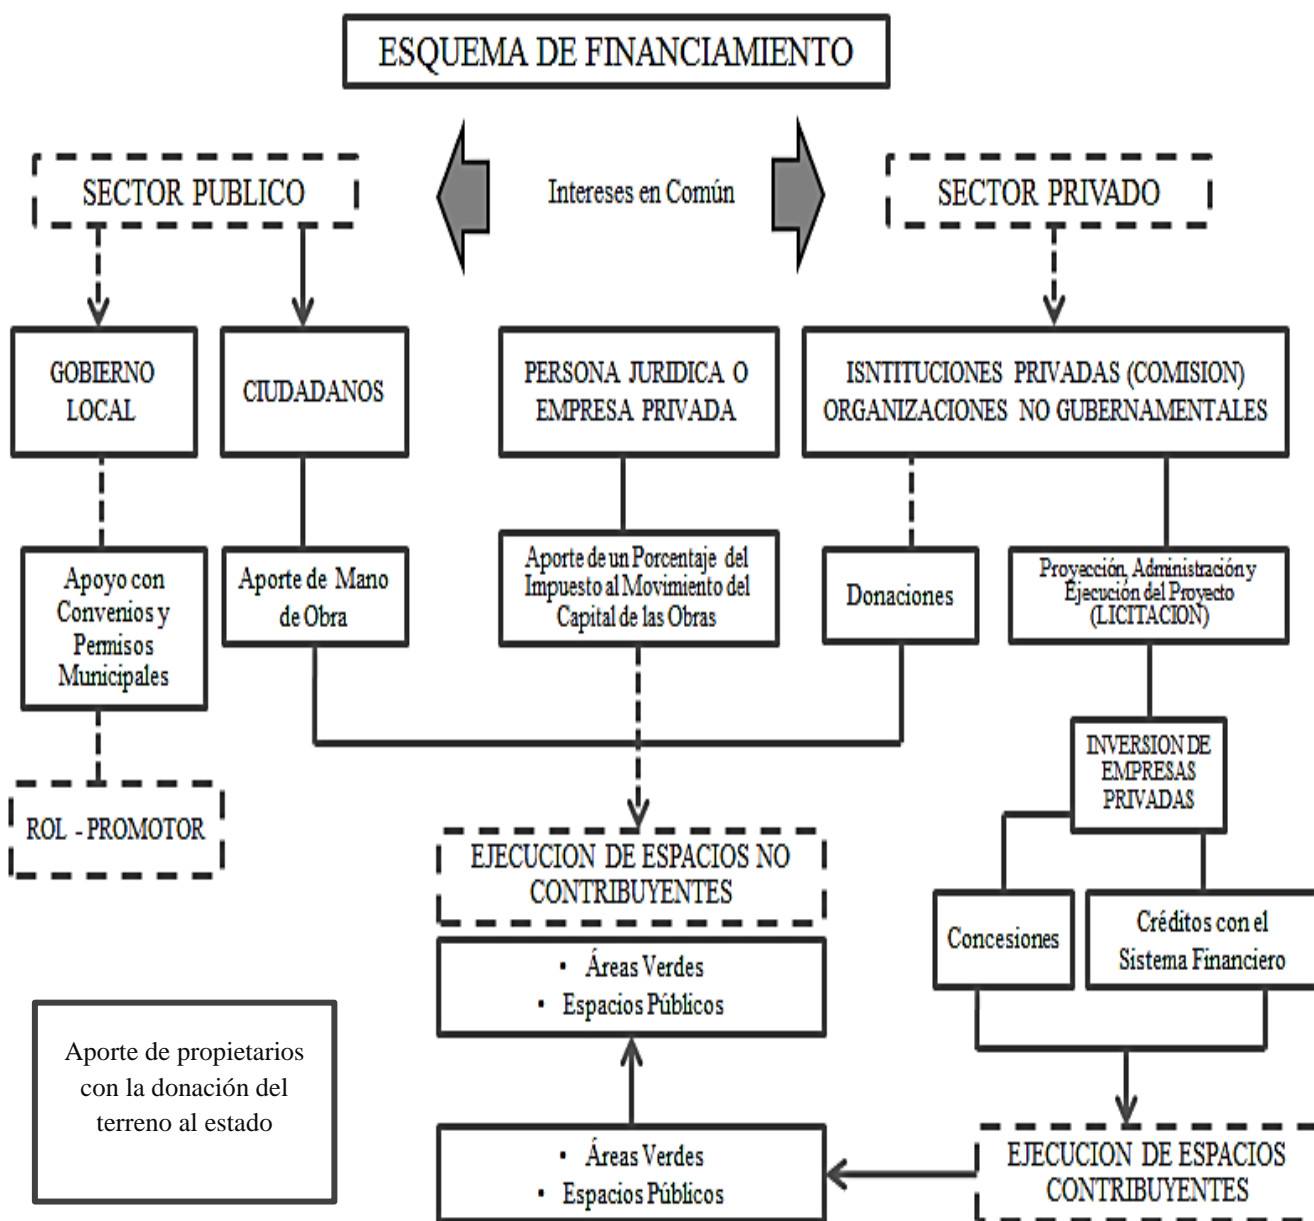 ESQUEMA DE FINANCIAMIENTO
SECTOR PUBLICO
Intereses en Común
SECTOR PRIVADO
GOBIERNO
LOCAL
CIUDADANOS
PERSONA JURIDICA O
EMPRESA PRIVADA
ISNTITUCIONES PRIVADAS (COMISION)
ORGANIZACIONES NO GUBERNAMENTALES
Apoyo con
Convenios y
Permisos
Municipales
Aporte de Mano
de Obra
Aporte de un Porcentaje del
Impuesto al Movimiento del
Capital de las Obras
Donaciones
Proyección, Administración y
Ejecución del Proyecto
(LICITACION)
ROL - PROMOTOR
INVERSION DE
EMPRESAS
PRIVADAS
EJECUCION DE ESPACIOS NO
CONTRIBUYENTES
• Áreas Verdes
• Espacios Públicos
Concesiones
Créditos con el
Sistema Financiero
Aporte de propietarios
con la donación del
terreno al estado
• Áreas Verdes
• Espacios Públicos
EJECUCION DE ESPACIOS
CONTRIBUYENTES